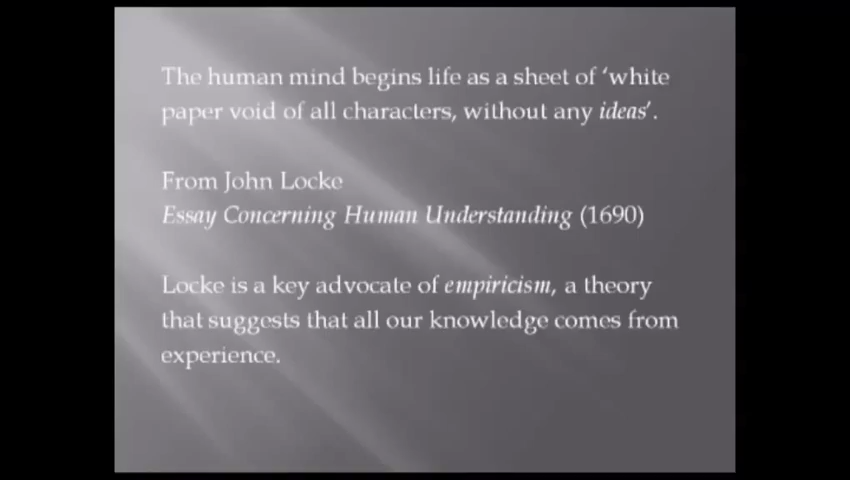 The human mind begins life as a sheet of ‘white
paper void of all characters, without any ideas’.
From John Locke
Essay Concerning Human Understanding (1690)
Locke is a key advocate of empiricism, a theory
that suggests that all our knowledge comes from
experience.